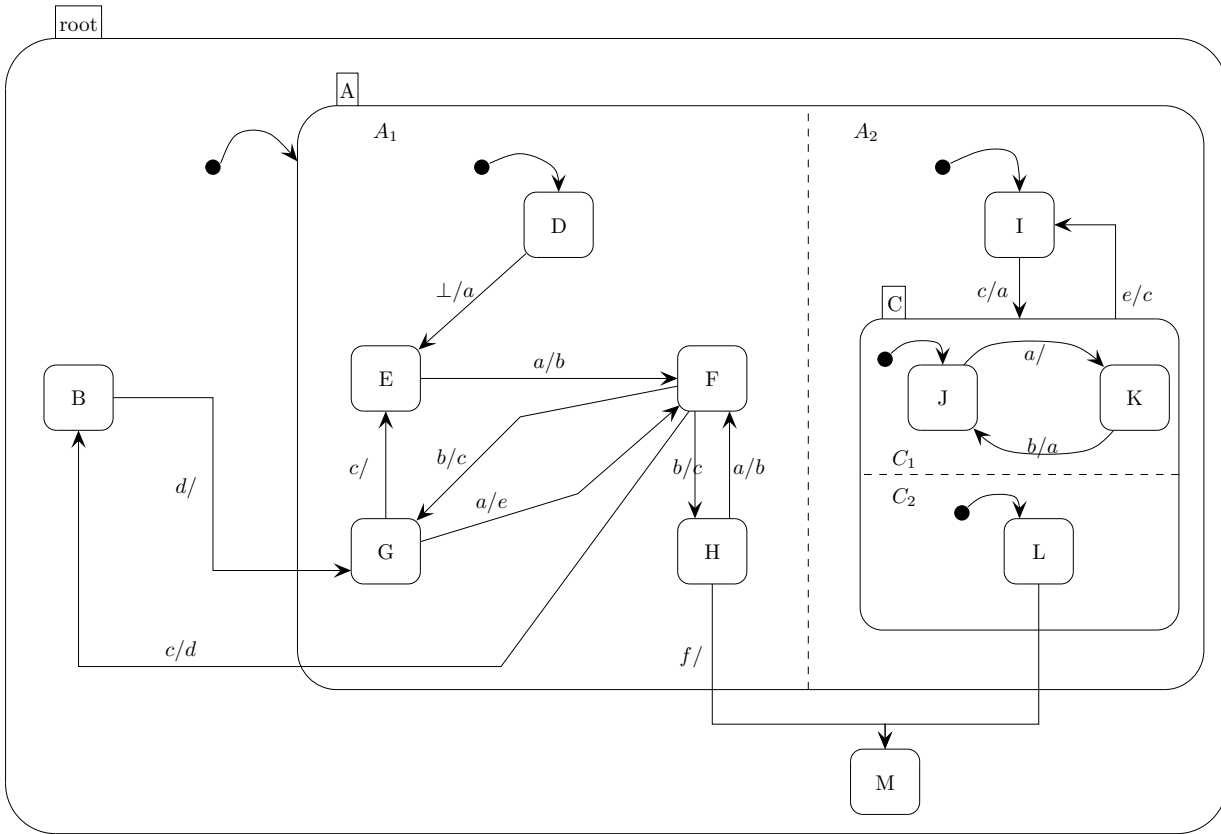 root
A
A₁
A₂
D
I
⊥/a
c/a
e/c
C
E
a/b
F
a/
B
J
K
b/a
C₁
b/c
c/
b/c
a/b
d/
a/e
C₂
G
H
L
c/d
f/
M